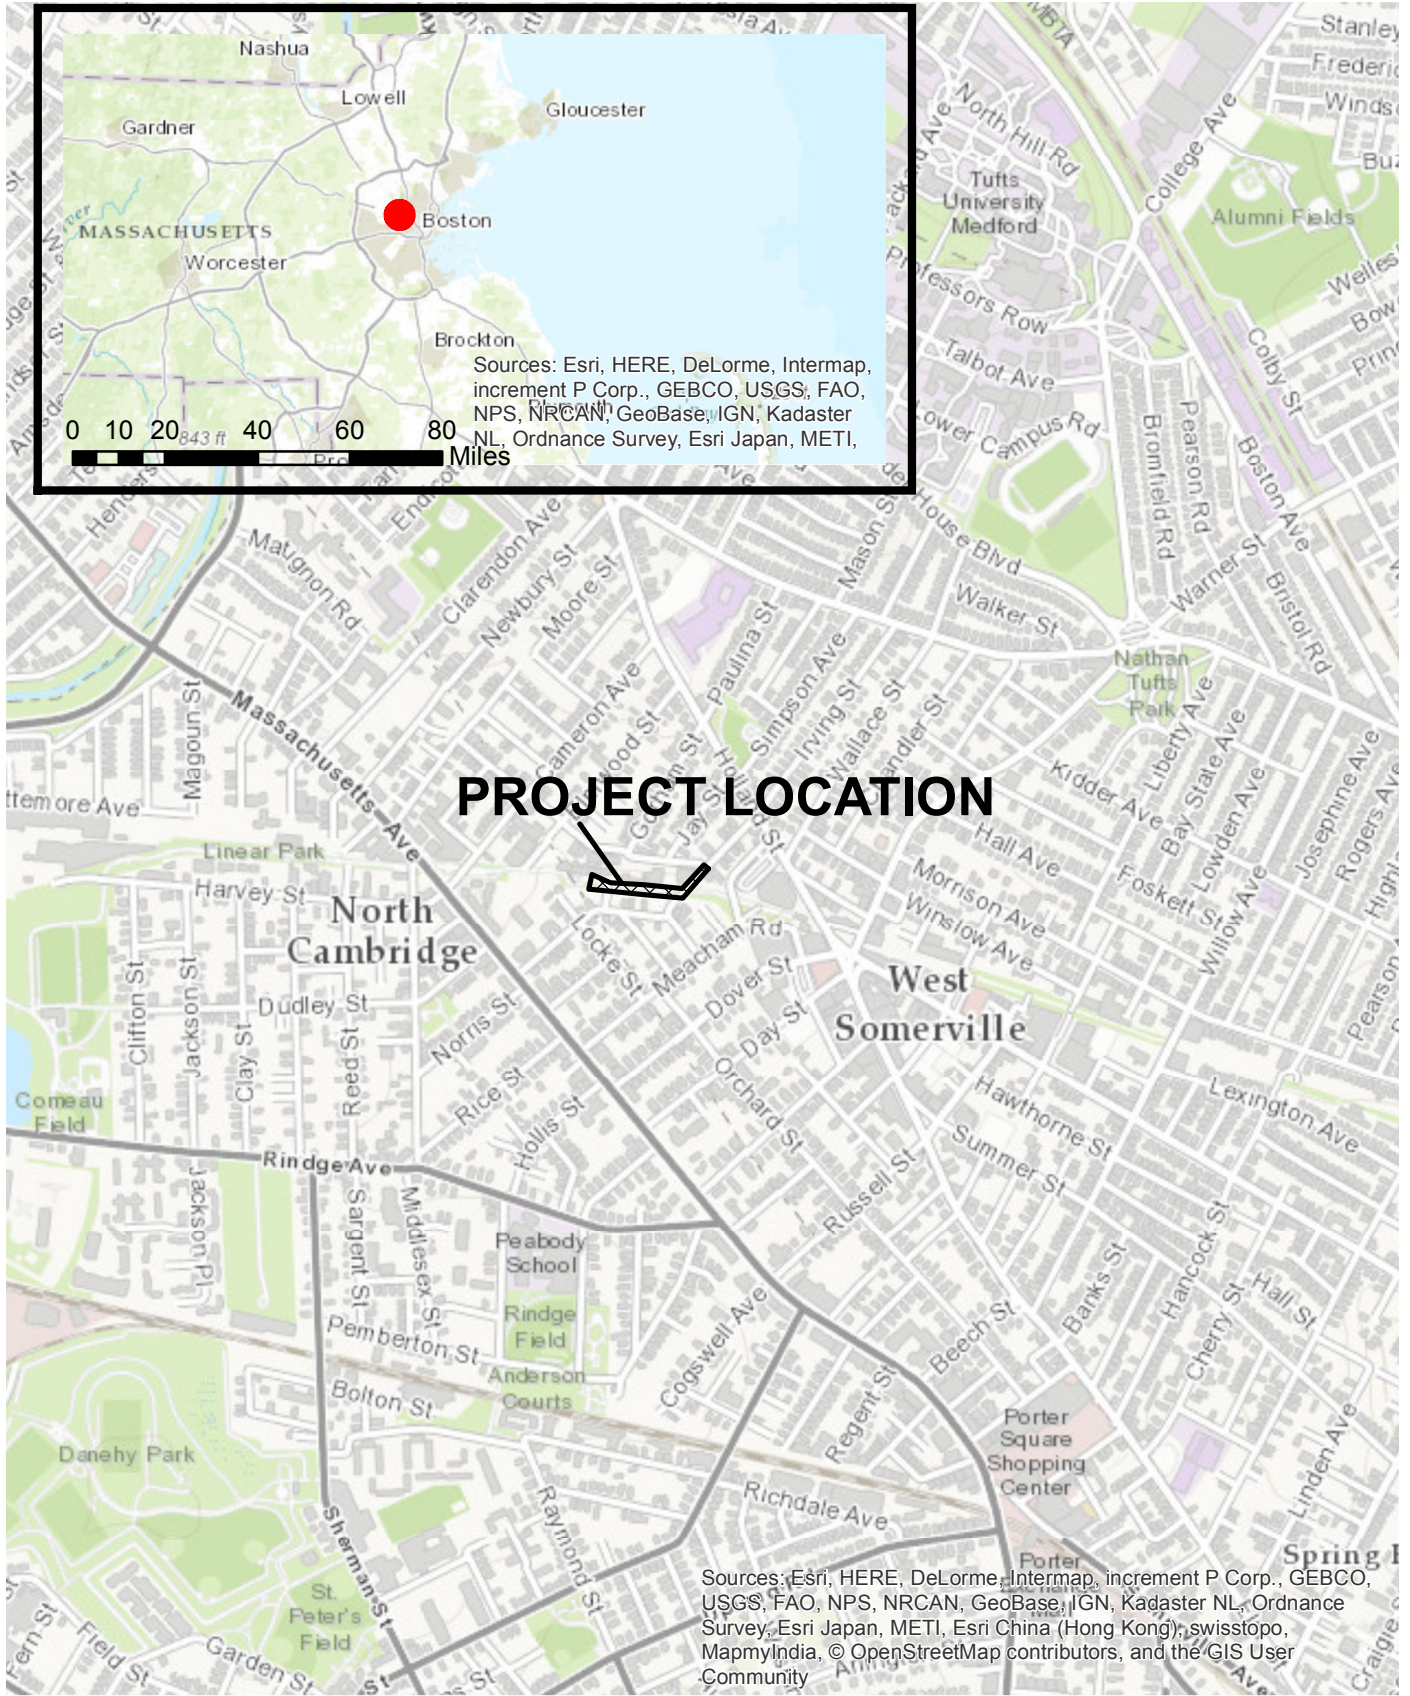 Nashua
Lowell
Gloucester
Gardner
MASSACHUSETTS
Boston
Worcester
Brockton
Sources: Esri, HERE, DeLorme, Intermap,
increment P Corp., GEBCO, USGS, FAO,
NPS, NRCAN, GeoBase, IGN, Kadaster
NL, Ordnance Survey, Esri Japan, METI,
0 10 20 40 60 80
843 ft
Miles
MBTA
North Hill Rd
College Ave
Tufts
University
Medford
Alumni Fields
Professors Row
Talbot Ave
Colby St
Lower Campus Rd
Bromfield Rd
Pearson Rd
Boston Ave
House Blvd
Warner St
Bristol Rd
Walker St
Mason St
Matignon Rd
Clarendon Ave
Newbury St
Moore St
Paulina St
Simpson Ave
Irving St
Wallace St
Nathan
Tufts
Park
Liberty Ave
Bay State Ave
Kidder Ave
Lowden Ave
Josephine Ave
Rogers Ave
Magoun St
Massachusetts Ave
Cameron Ave
PROJECT LOCATION
Hall Ave
Foskett St
Willow Ave
Linear Park
Harvey St
North
Cambridge
Morrison Ave
Winslow Ave
Locke St
Meacham Rd
Dover St
Day St
West
Somerville
Clifton St
Jackson St
Dudley St
Clay St
Reed St
Norris St
Rice St
Hollis St
Orchard St
Hawthorne St
Lexington Ave
Summer St
Russell St
Comeau
Field
Rindge Ave
Jackson Pl
Sargent St
Middlesex St
Peabody
School
Rindge
Field
Anderson
Courts
Pemberton St
Bolton St
Cogswell Ave
Beech St
Banks St
Hancock St
Cherry St
Hall St
Regent St
Danehy Park
Porter
Square
Shopping
Center
Linden Ave
Richdale Ave
Raymond St
Sherman St
St.
Peter's
Field
Garden St
Field St
Fern St
Porter
Sources: Esri, HERE, DeLorme, Intermap, increment P Corp., GEBCO,
USGS, FAO, NPS, NRCAN, GeoBase, IGN, Kadaster NL, Ordnance
Survey, Esri Japan, METI, Esri China (Hong Kong), swisstopo,
MapmyIndia, © OpenStreetMap contributors, and the GIS User
Community